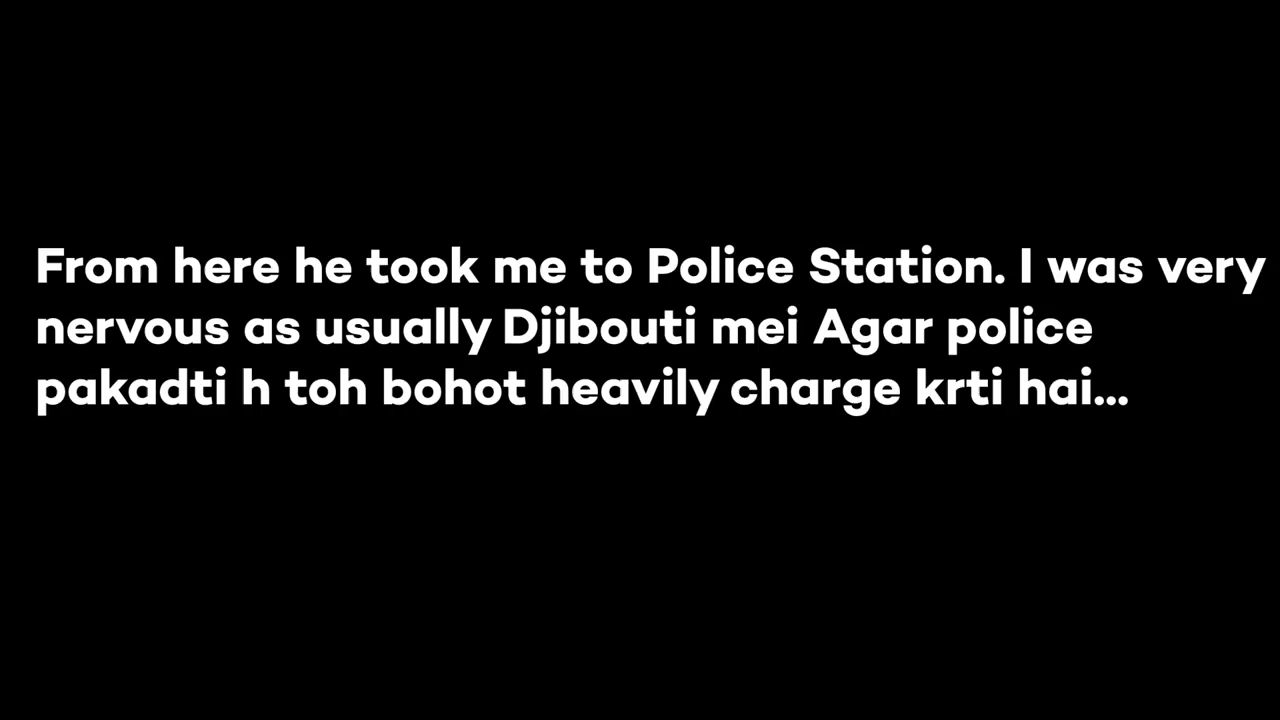 From here he took me to Police Station. I was very
nervous as usually Djibouti mei Agar police
pakadti h toh bohot heavily charge krti hai...